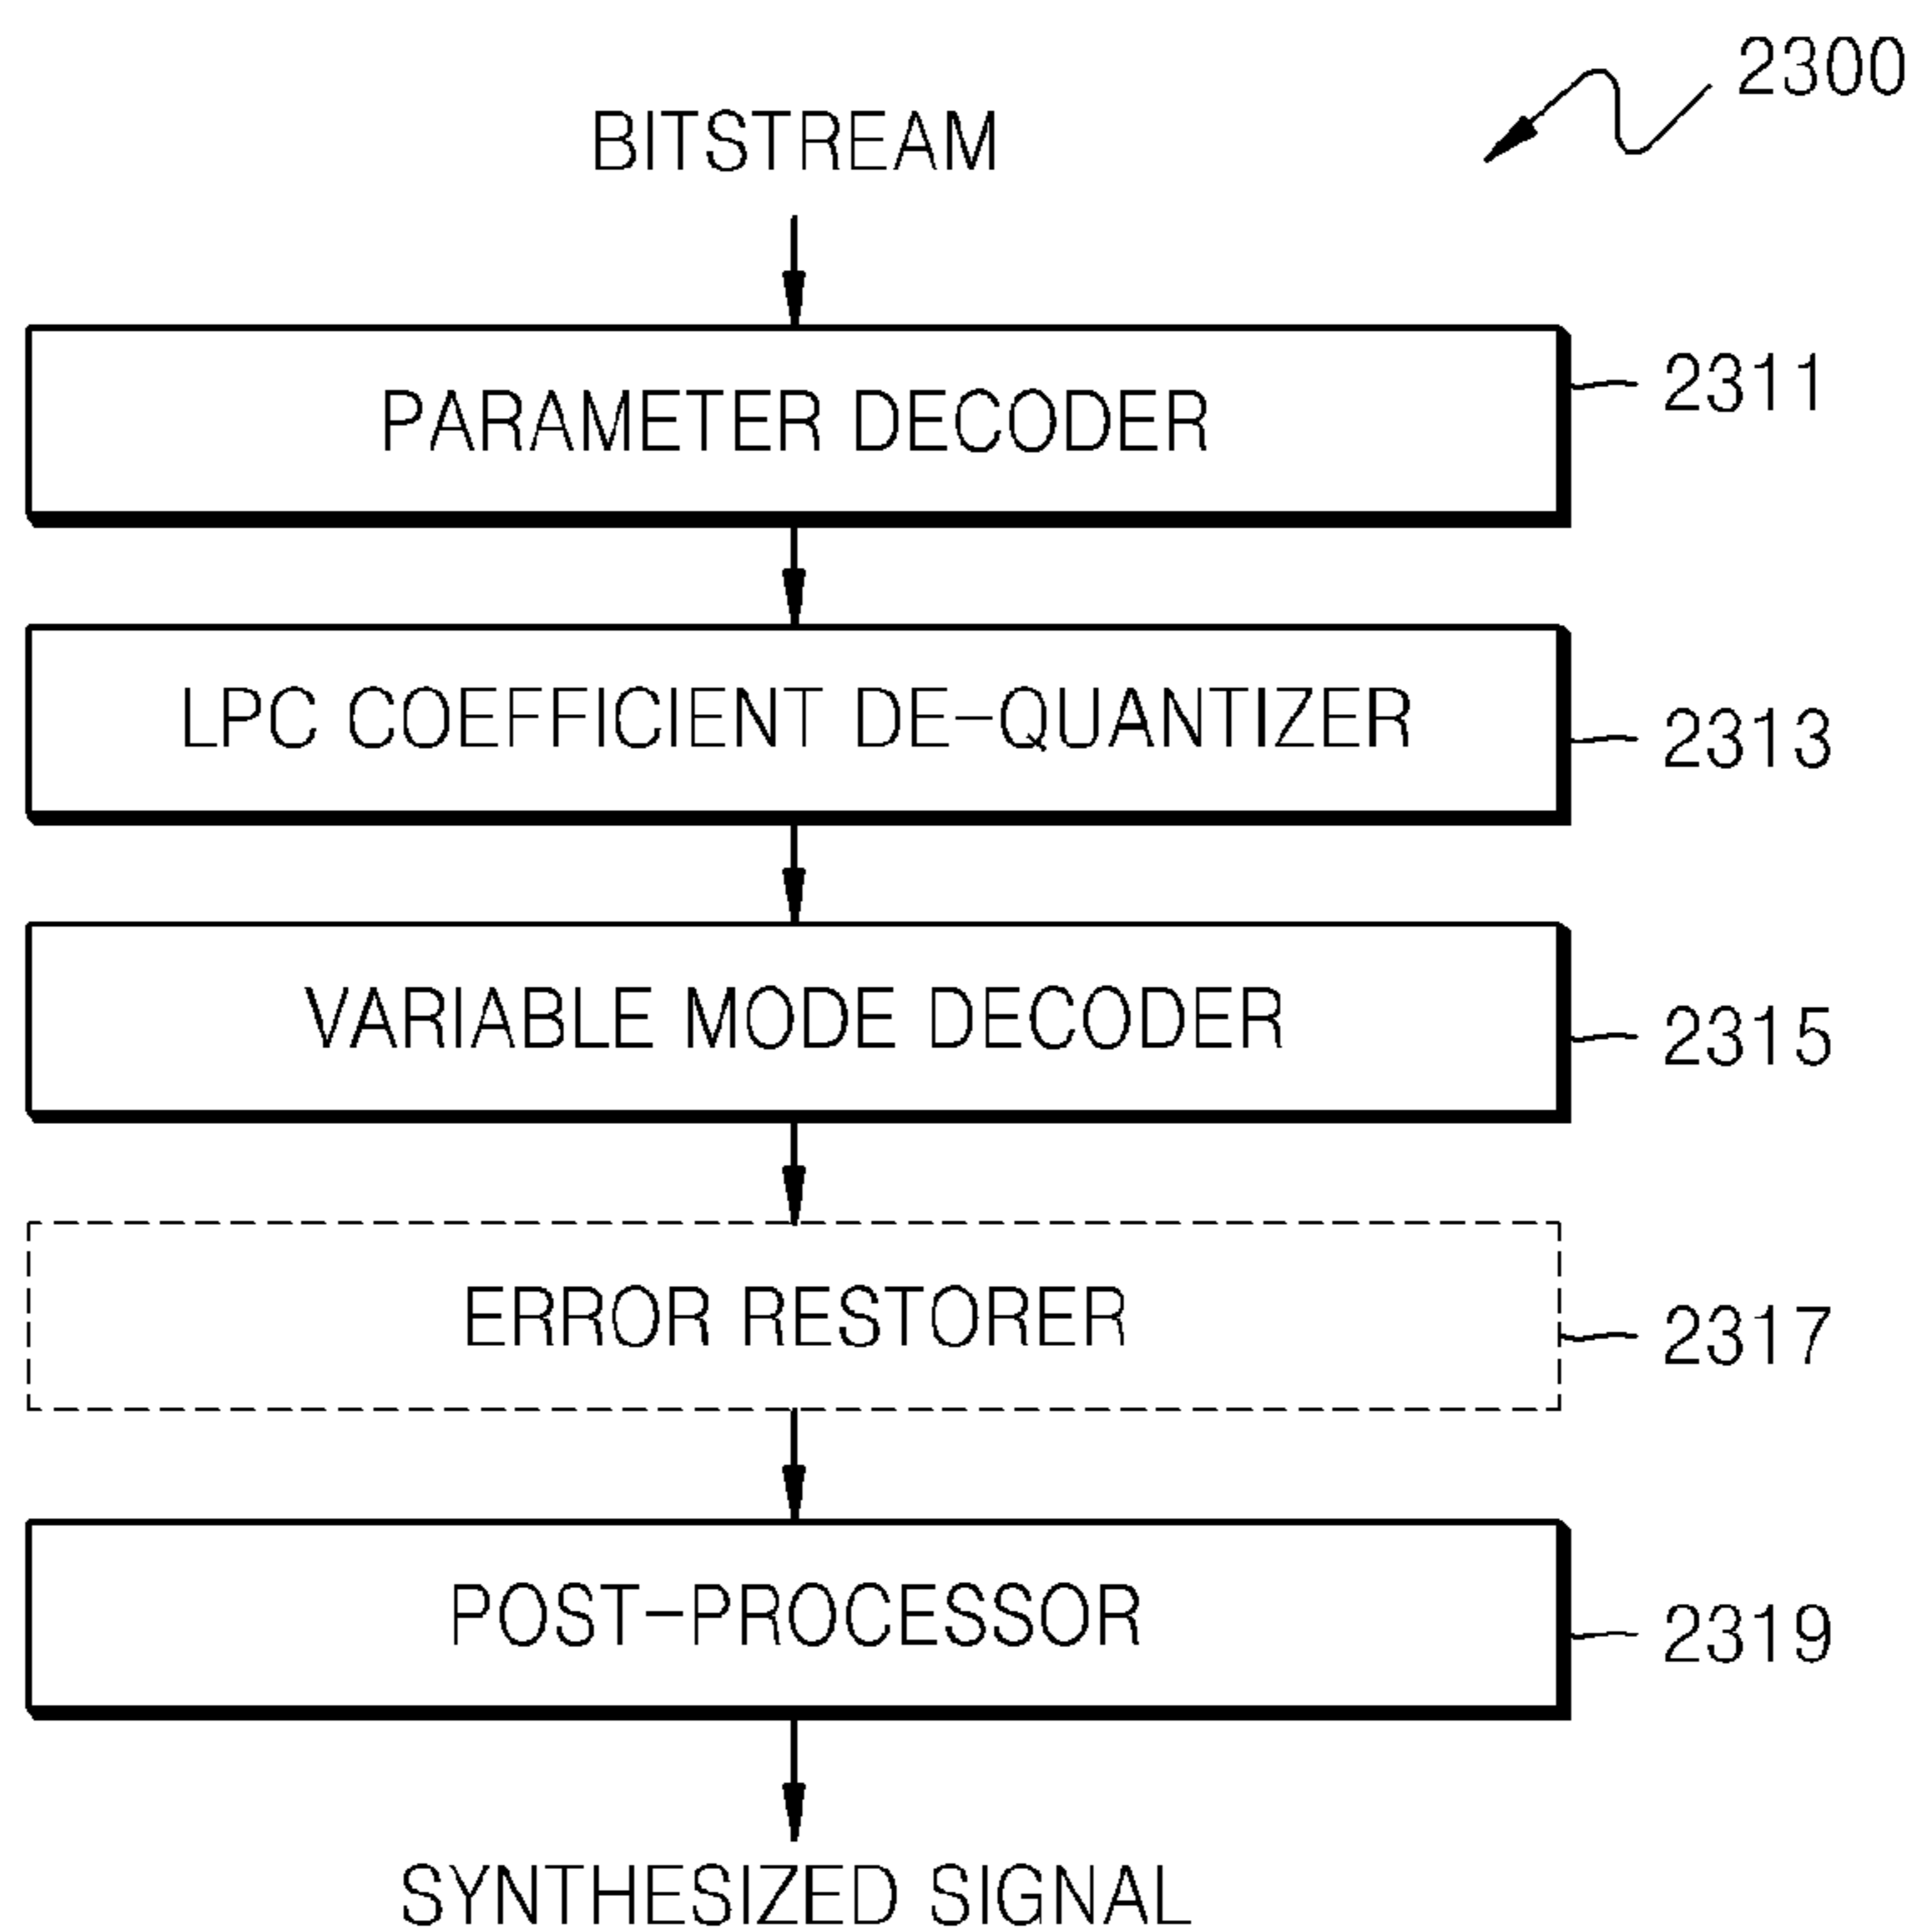 2300
BITSTREAM
PARAMETER DECODER
2311
LPC COEFFICIENT DE-QUANTIZER
2313
VARIABLE MODE DECODER
2315
ERROR RESTORER
2317
POST-PROCESSOR
2319
SYNTHESIZED SIGNAL